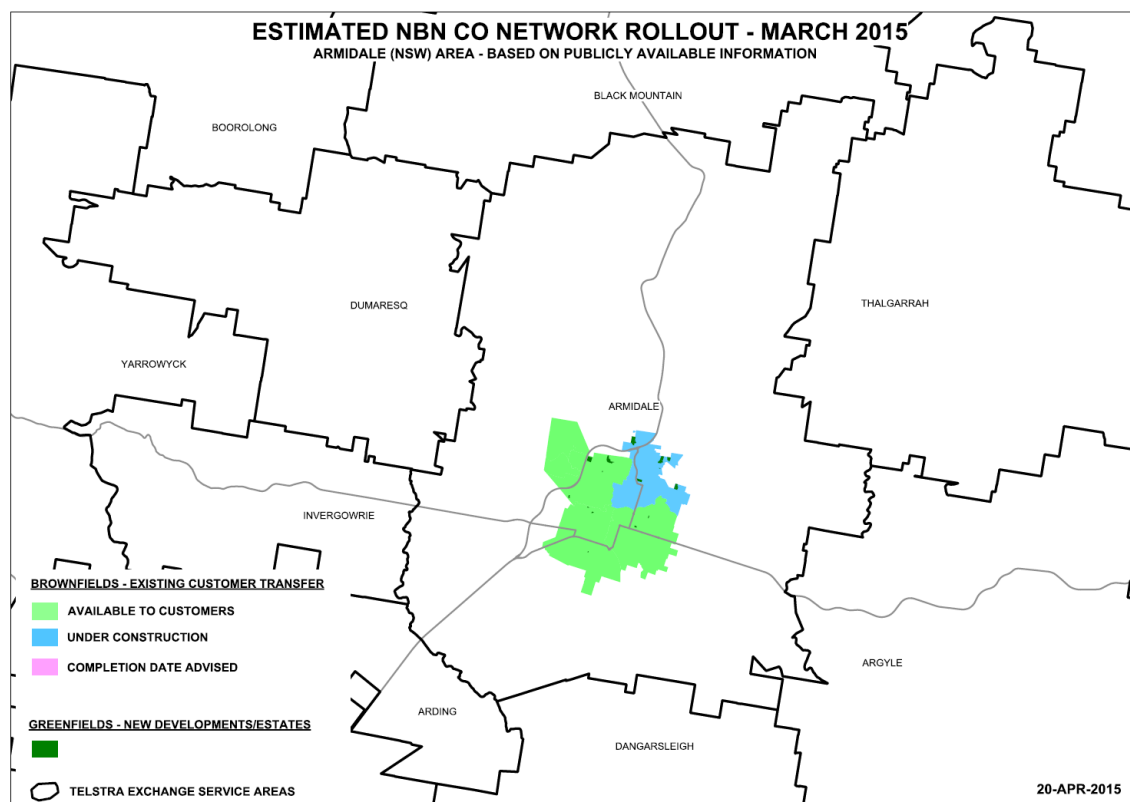 ESTIMATED NBN CO NETWORK ROLLOUT - MARCH 2015
ARMIDALE (NSW) AREA - BASED ON PUBLICLY AVAILABLE INFORMATION
BLACK MOUNTAIN
BOOROLONG
DUMARESQ
THALGARRAH
YARROWYCK
ARMIDALE
INVERGOWRIE
BROWNFIELDS - EXISTING CUSTOMER TRANSFER
AVAILABLE TO CUSTOMERS
UNDER CONSTRUCTION
COMPLETION DATE ADVISED
ARGYLE
ARDING
GREENFIELDS - NEW DEVELOPMENTS/ESTATES
DANGARSLEIGH
TELSTRA EXCHANGE SERVICE AREAS
20-APR-2015